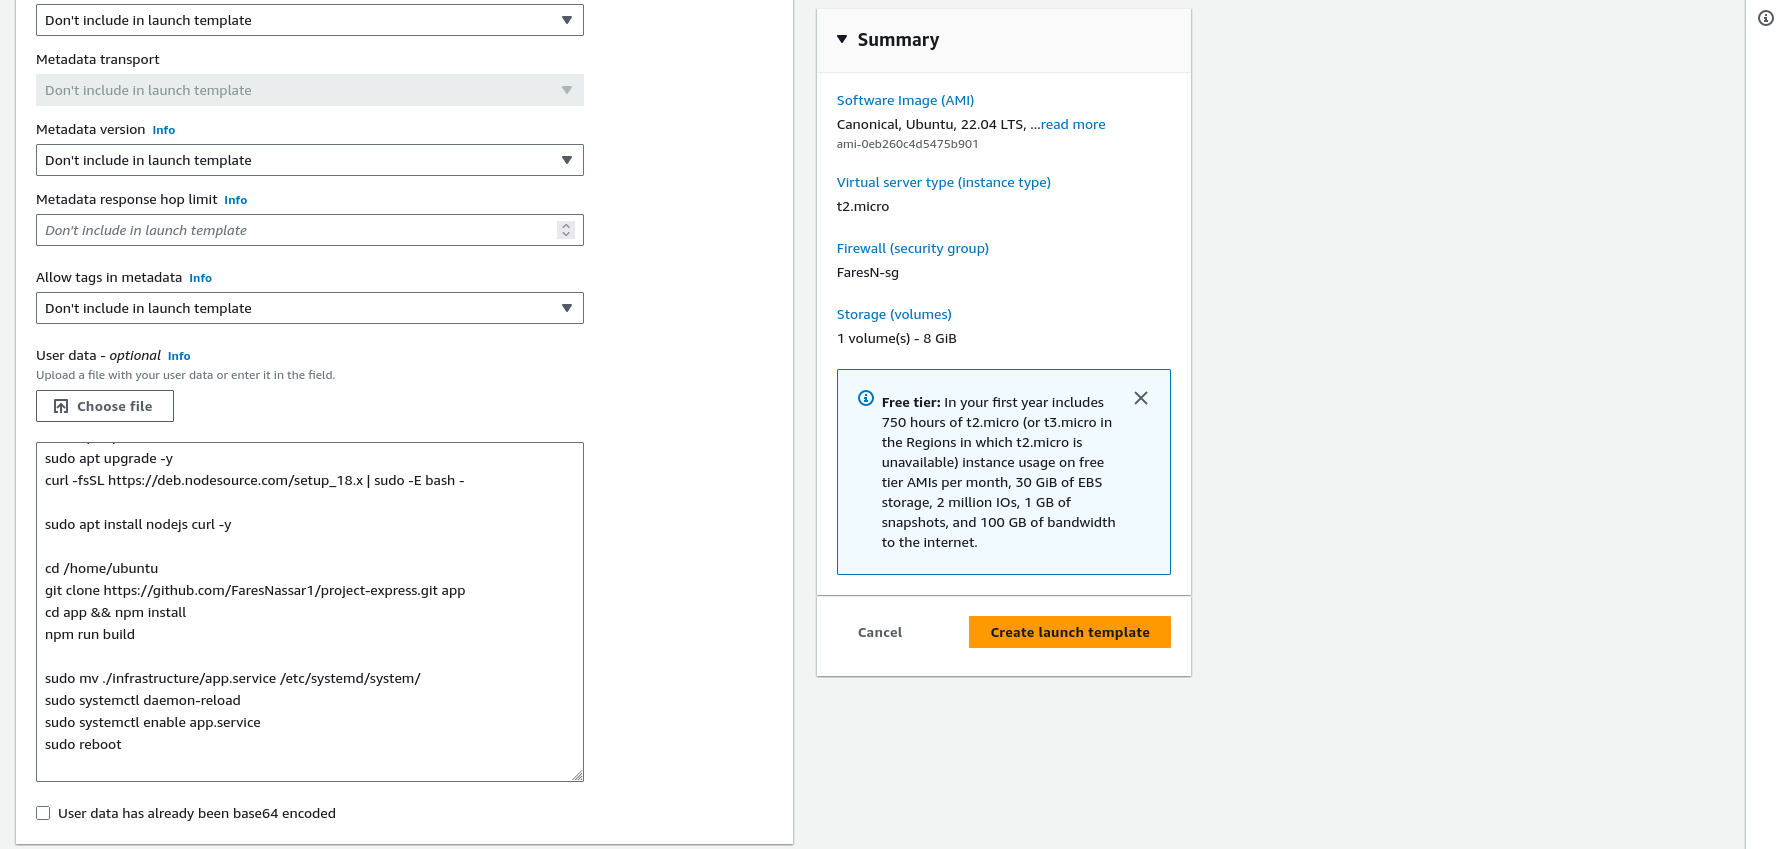 Don't include in launch template
Metadata transport
Don't include in launch template
Metadata version Info
Don't include in launch template
Metadata response hop limit Info
Don't include in launch template
Allow tags in metadata Info
Don't include in launch template
User data - optional Info
Upload a file with your user data or enter it in the field.
Choose file
sudo apt upgrade -y
curl -fsSL https://deb.nodesource.com/setup_18.x | sudo -E bash -
sudo apt install nodejs curl -y
cd /home/ubuntu
git clone https://github.com/FaresNassar1/project-express.git app
cd app && npm install
npm run build
sudo mv ./infrastructure/app.service /etc/systemd/system/
sudo systemctl daemon-reload
sudo systemctl enable app.service
sudo reboot
User data has already been base64 encoded
Summary
Software Image (AMI)
Canonical, Ubuntu, 22.04 LTS, ...read more
ami-0eb260c4d5475b901
Virtual server type (instance type)
t2.micro
Firewall (security group)
FaresN-sg
Storage (volumes)
1 volume(s) - 8 GiB
Free tier: In your first year includes
750 hours of t2.micro (or t3.micro in
the Regions in which t2.micro is
unavailable) instance usage on free
tier AMIs per month, 30 GiB of EBS
storage, 2 million IOs, 1 GB of
snapshots, and 100 GB of bandwidth
to the internet.
Cancel
Create launch template